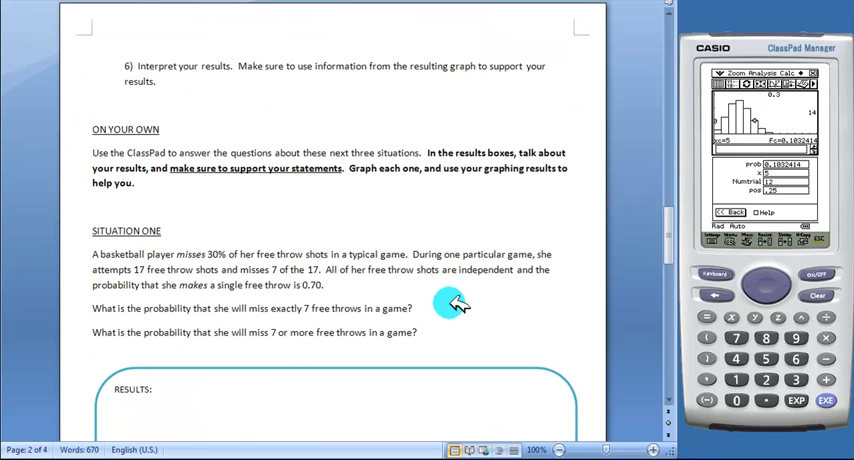 6) Interpret your results. Make sure to use information from the resulting graph to support your
results.
ON YOUR OWN
Use the ClassPad to answer the questions about these next three situations. In the results boxes, talk about
your results, and make sure to support your statements. Graph each one, and use your graphing results to
help you.
SITUATION ONE
A basketball player misses 30% of her free throw shots in a typical game. During one particular game, she
attempts 17 free throw shots and misses 7 of the 17. All of her free throw shots are independent and the
probability that she makes a single free throw is 0.70.
What is the probability that she will miss exactly 7 free throws in a game?
What is the probability that she will miss 7 or more free throws in a game?
RESULTS:
Page: 2 of 4 Words: 670 English (U.S.) 100%
CASIO ClassPad Manager
Zoom Analysis Calc
0.3
14
xc=5 Fc=0.1032414
prob 0.1032414
x 5
Numtrial 12
pos .25
<< Back Help
Rad Auto
ESC
Keyboard ON/OFF
Clear
= x y z ^ ÷
( 7 8 9 ×
) 4 5 6 −
, 1 2 3 +
(−) 0 . EXP EXE